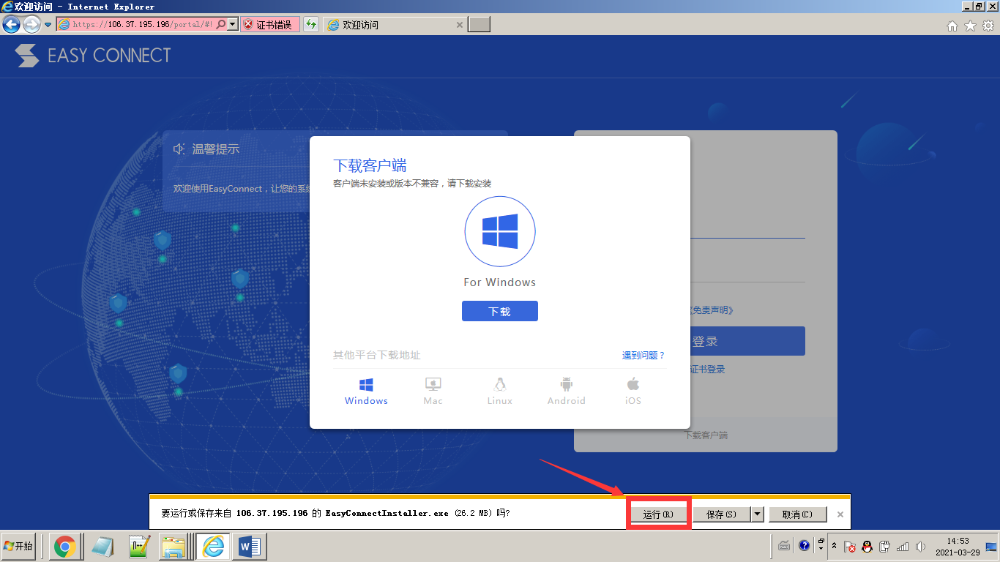 欢迎访问 - Internet Explorer
https://106.37.195.196/portal/#!
证书错误
欢迎访问
EASY CONNECT
温馨提示
欢迎使用EasyConnect，让您的系统
下载客户端
客户端未安装或版本不兼容，请下载安装
For Windows
下载
其他平台下载地址
遇到问题？
Windows
Mac
Linux
Android
iOS
《免责声明》
登录
证书登录
下载客户端
要运行或保存来自 106.37.195.196 的 EasyConnectInstaller.exe (26.2 MB) 吗?
运行(R)
保存(S)
取消(C)
开始
14:53
2021-03-29